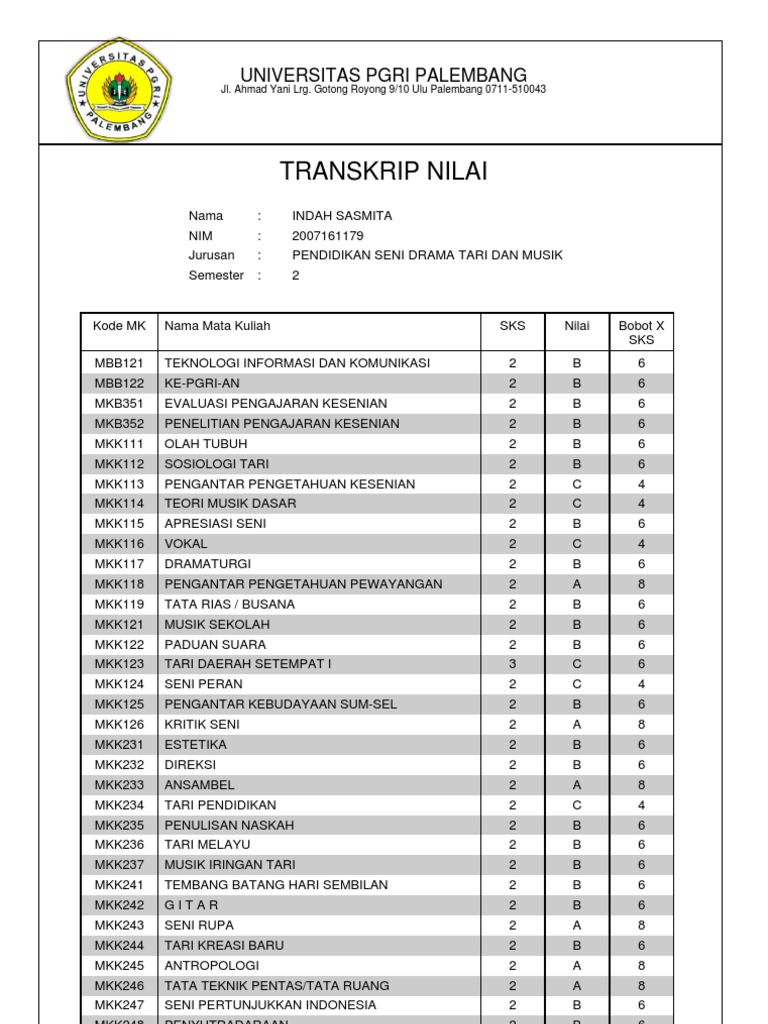 UNIVERSITAS PGRI
PALEMBANG
UNIVERSITAS PGRI PALEMBANG
Jl. Ahmad Yani Lrg. Gotong Royong 9/10 Ulu Palembang 0711-510043
TRANSKRIP NILAI
Nama : INDAH SASMITA
NIM : 2007161179
Jurusan : PENDIDIKAN SENI DRAMA TARI DAN MUSIK
Semester : 2
Kode MK Nama Mata Kuliah SKS Nilai Bobot X
SKS
MBB121 TEKNOLOGI INFORMASI DAN KOMUNIKASI 2 B 6
MBB122 KE-PGRI-AN 2 B 6
MKB351 EVALUASI PENGAJARAN KESENIAN 2 B 6
MKB352 PENELITIAN PENGAJARAN KESENIAN 2 B 6
MKK111 OLAH TUBUH 2 B 6
MKK112 SOSIOLOGI TARI 2 B 6
MKK113 PENGANTAR PENGETAHUAN KESENIAN 2 C 4
MKK114 TEORI MUSIK DASAR 2 C 4
MKK115 APRESIASI SENI 2 B 6
MKK116 VOKAL 2 C 4
MKK117 DRAMATURGI 2 B 6
MKK118 PENGANTAR PENGETAHUAN PEWAYANGAN 2 A 8
MKK119 TATA RIAS / BUSANA 2 B 6
MKK121 MUSIK SEKOLAH 2 B 6
MKK122 PADUAN SUARA 2 B 6
MKK123 TARI DAERAH SETEMPAT I 3 C 6
MKK124 SENI PERAN 2 C 4
MKK125 PENGANTAR KEBUDAYAAN SUM-SEL 2 B 6
MKK126 KRITIK SENI 2 A 8
MKK231 ESTETIKA 2 B 6
MKK232 DIREKSI 2 B 6
MKK233 ANSAMBEL 2 A 8
MKK234 TARI PENDIDIKAN 2 C 4
MKK235 PENULISAN NASKAH 2 B 6
MKK236 TARI MELAYU 2 B 6
MKK237 MUSIK IRINGAN TARI 2 B 6
MKK241 TEMBANG BATANG HARI SEMBILAN 2 B 6
MKK242 G I T A R 2 B 6
MKK243 SENI RUPA 2 A 8
MKK244 TARI KREASI BARU 2 B 6
MKK245 ANTROPOLOGI 2 A 8
MKK246 TATA TEKNIK PENTAS/TATA RUANG 2 A 8
MKK247 SENI PERTUNJUKKAN INDONESIA 2 B 6
MKK248 PENYUTRADARAAN 2 B 6